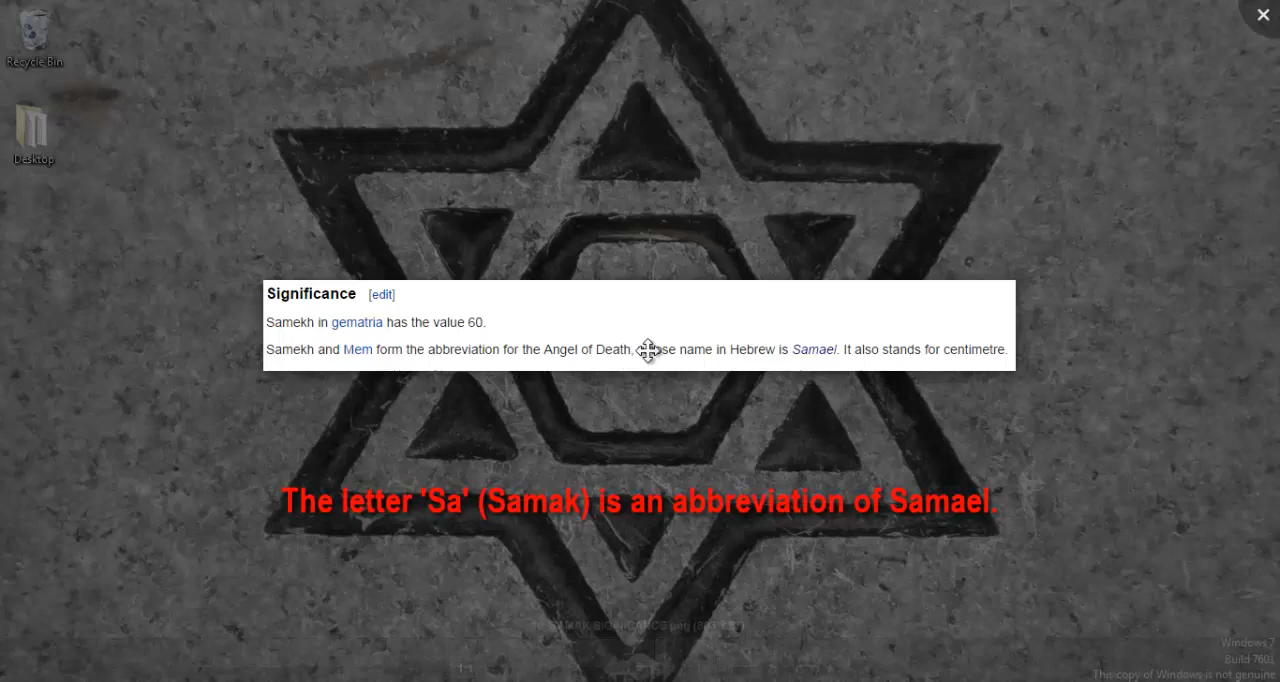 Recycle Bin
Desktop
Significance [edit]
Samekh in gematria has the value 60.
Samekh and Mem form the abbreviation for the Angel of Death, name in Hebrew is Samael. It also stands for centimetre.
The letter 'Sa' (Samak) is an abbreviation of Samael.
1:1
Windows 7
Build 7601
This copy of Windows is not genuine